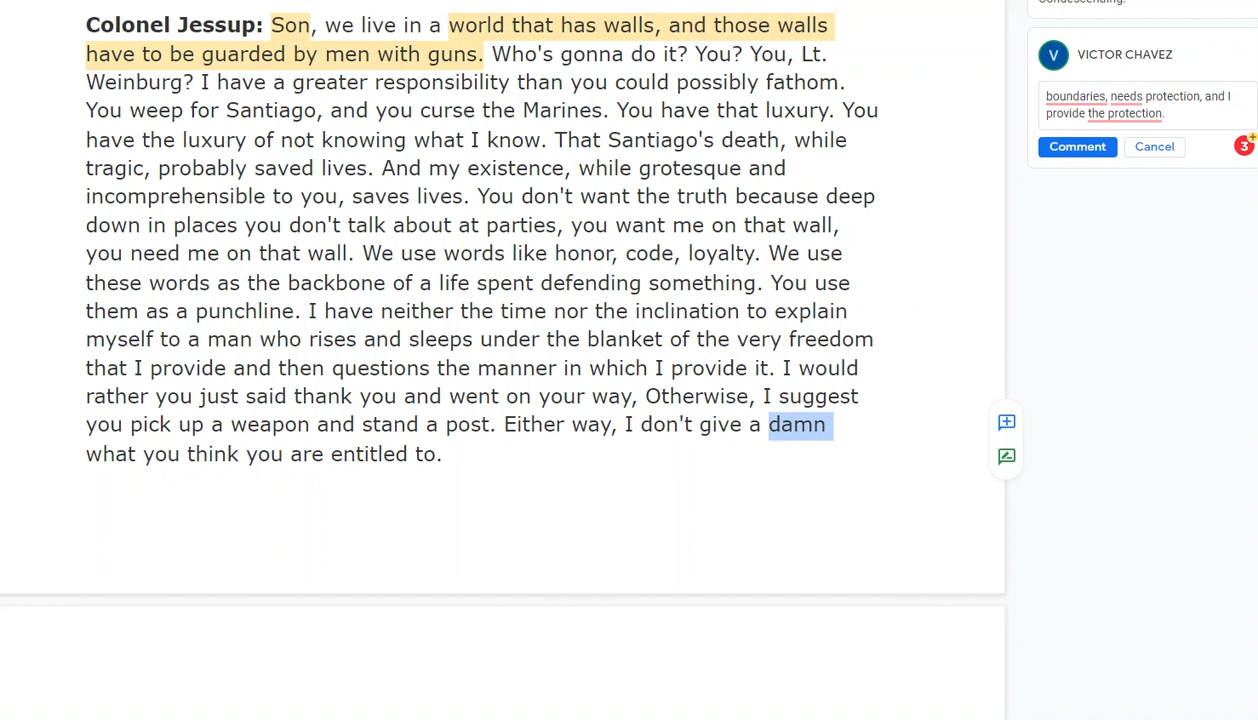 Colonel Jessup: Son, we live in a world that has walls, and those walls
have to be guarded by men with guns. Who's gonna do it? You? You, Lt.
Weinburg? I have a greater responsibility than you could possibly fathom.
You weep for Santiago, and you curse the Marines. You have that luxury. You
have the luxury of not knowing what I know. That Santiago's death, while
tragic, probably saved lives. And my existence, while grotesque and
incomprehensible to you, saves lives. You don't want the truth because deep
down in places you don't talk about at parties, you want me on that wall,
you need me on that wall. We use words like honor, code, loyalty. We use
these words as the backbone of a life spent defending something. You use
them as a punchline. I have neither the time nor the inclination to explain
myself to a man who rises and sleeps under the blanket of the very freedom
that I provide and then questions the manner in which I provide it. I would
rather you just said thank you and went on your way, Otherwise, I suggest
you pick up a weapon and stand a post. Either way, I don't give a damn
what you think you are entitled to.
Condescending.
V VICTOR CHAVEZ
boundaries, needs protection, and I
provide the protection.
Comment Cancel 3